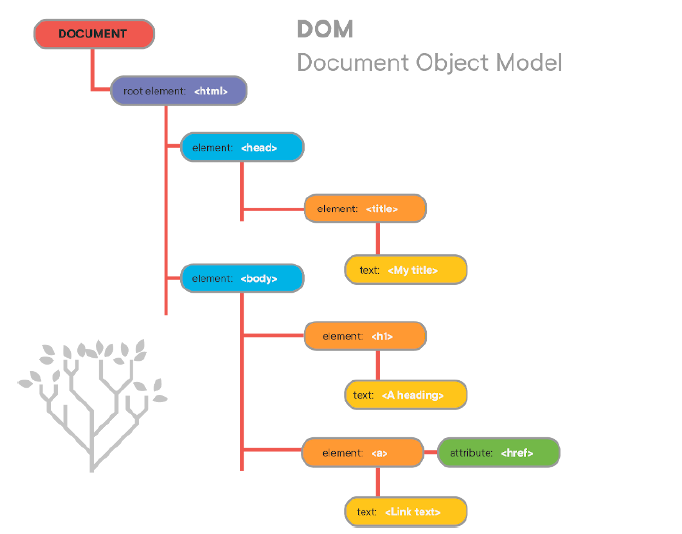 DOCUMENT
DOM
Document Object Model
root element: <html>
element: <head>
element: <title>
text: <My title>
element: <body>
element: <h1>
text: <A heading>
element: <a>
attribute: <href>
text: <Link text>